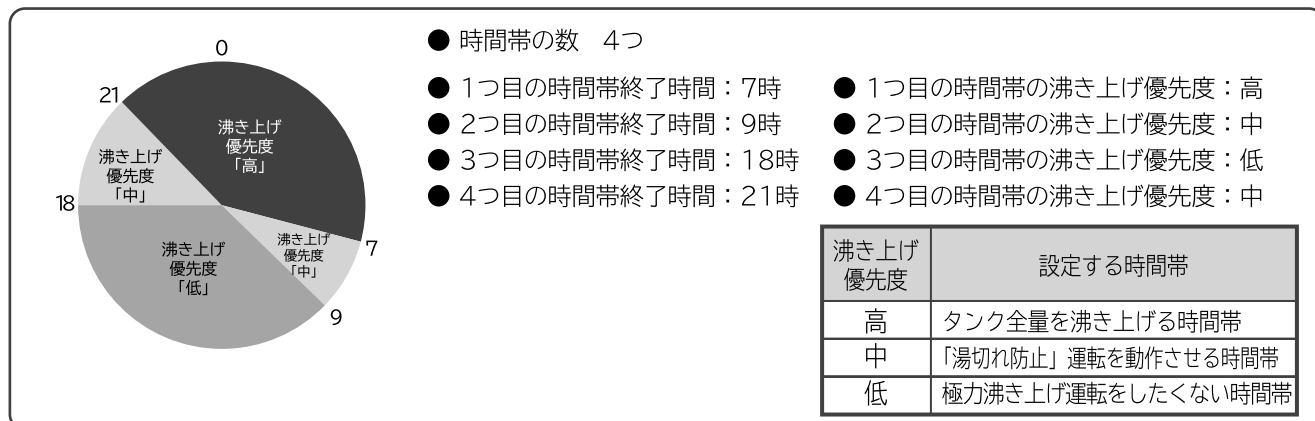 0
21
18
7
9
沸き上げ
優先度
「高」
沸き上げ
優先度
「中」
沸き上げ
優先度
「中」
沸き上げ
優先度
「低」
● 時間帯の数　4つ
● 1つ目の時間帯終了時間：7時
● 2つ目の時間帯終了時間：9時
● 3つ目の時間帯終了時間：18時
● 4つ目の時間帯終了時間：21時
● 1つ目の時間帯の沸き上げ優先度：高
● 2つ目の時間帯の沸き上げ優先度：中
● 3つ目の時間帯の沸き上げ優先度：低
● 4つ目の時間帯の沸き上げ優先度：中
沸き上げ
優先度
設定する時間帯
高 タンク全量を沸き上げる時間帯
中 「湯切れ防止」運転を動作させる時間帯
低 極力沸き上げ運転をしたくない時間帯